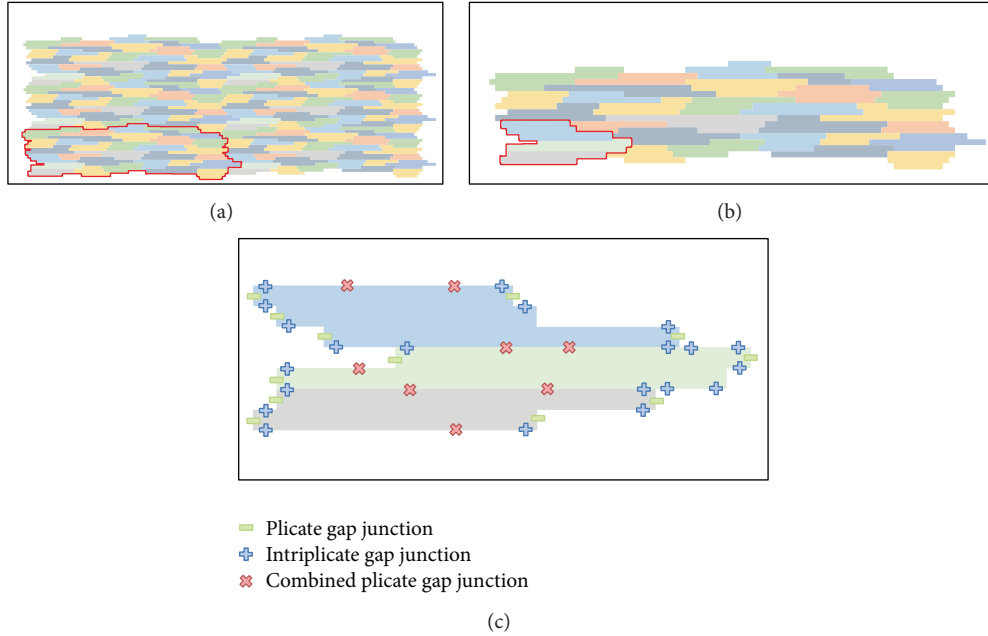 (a)
(b)
Plicate gap junction
Intriplicate gap junction
Combined plicate gap junction
(c)